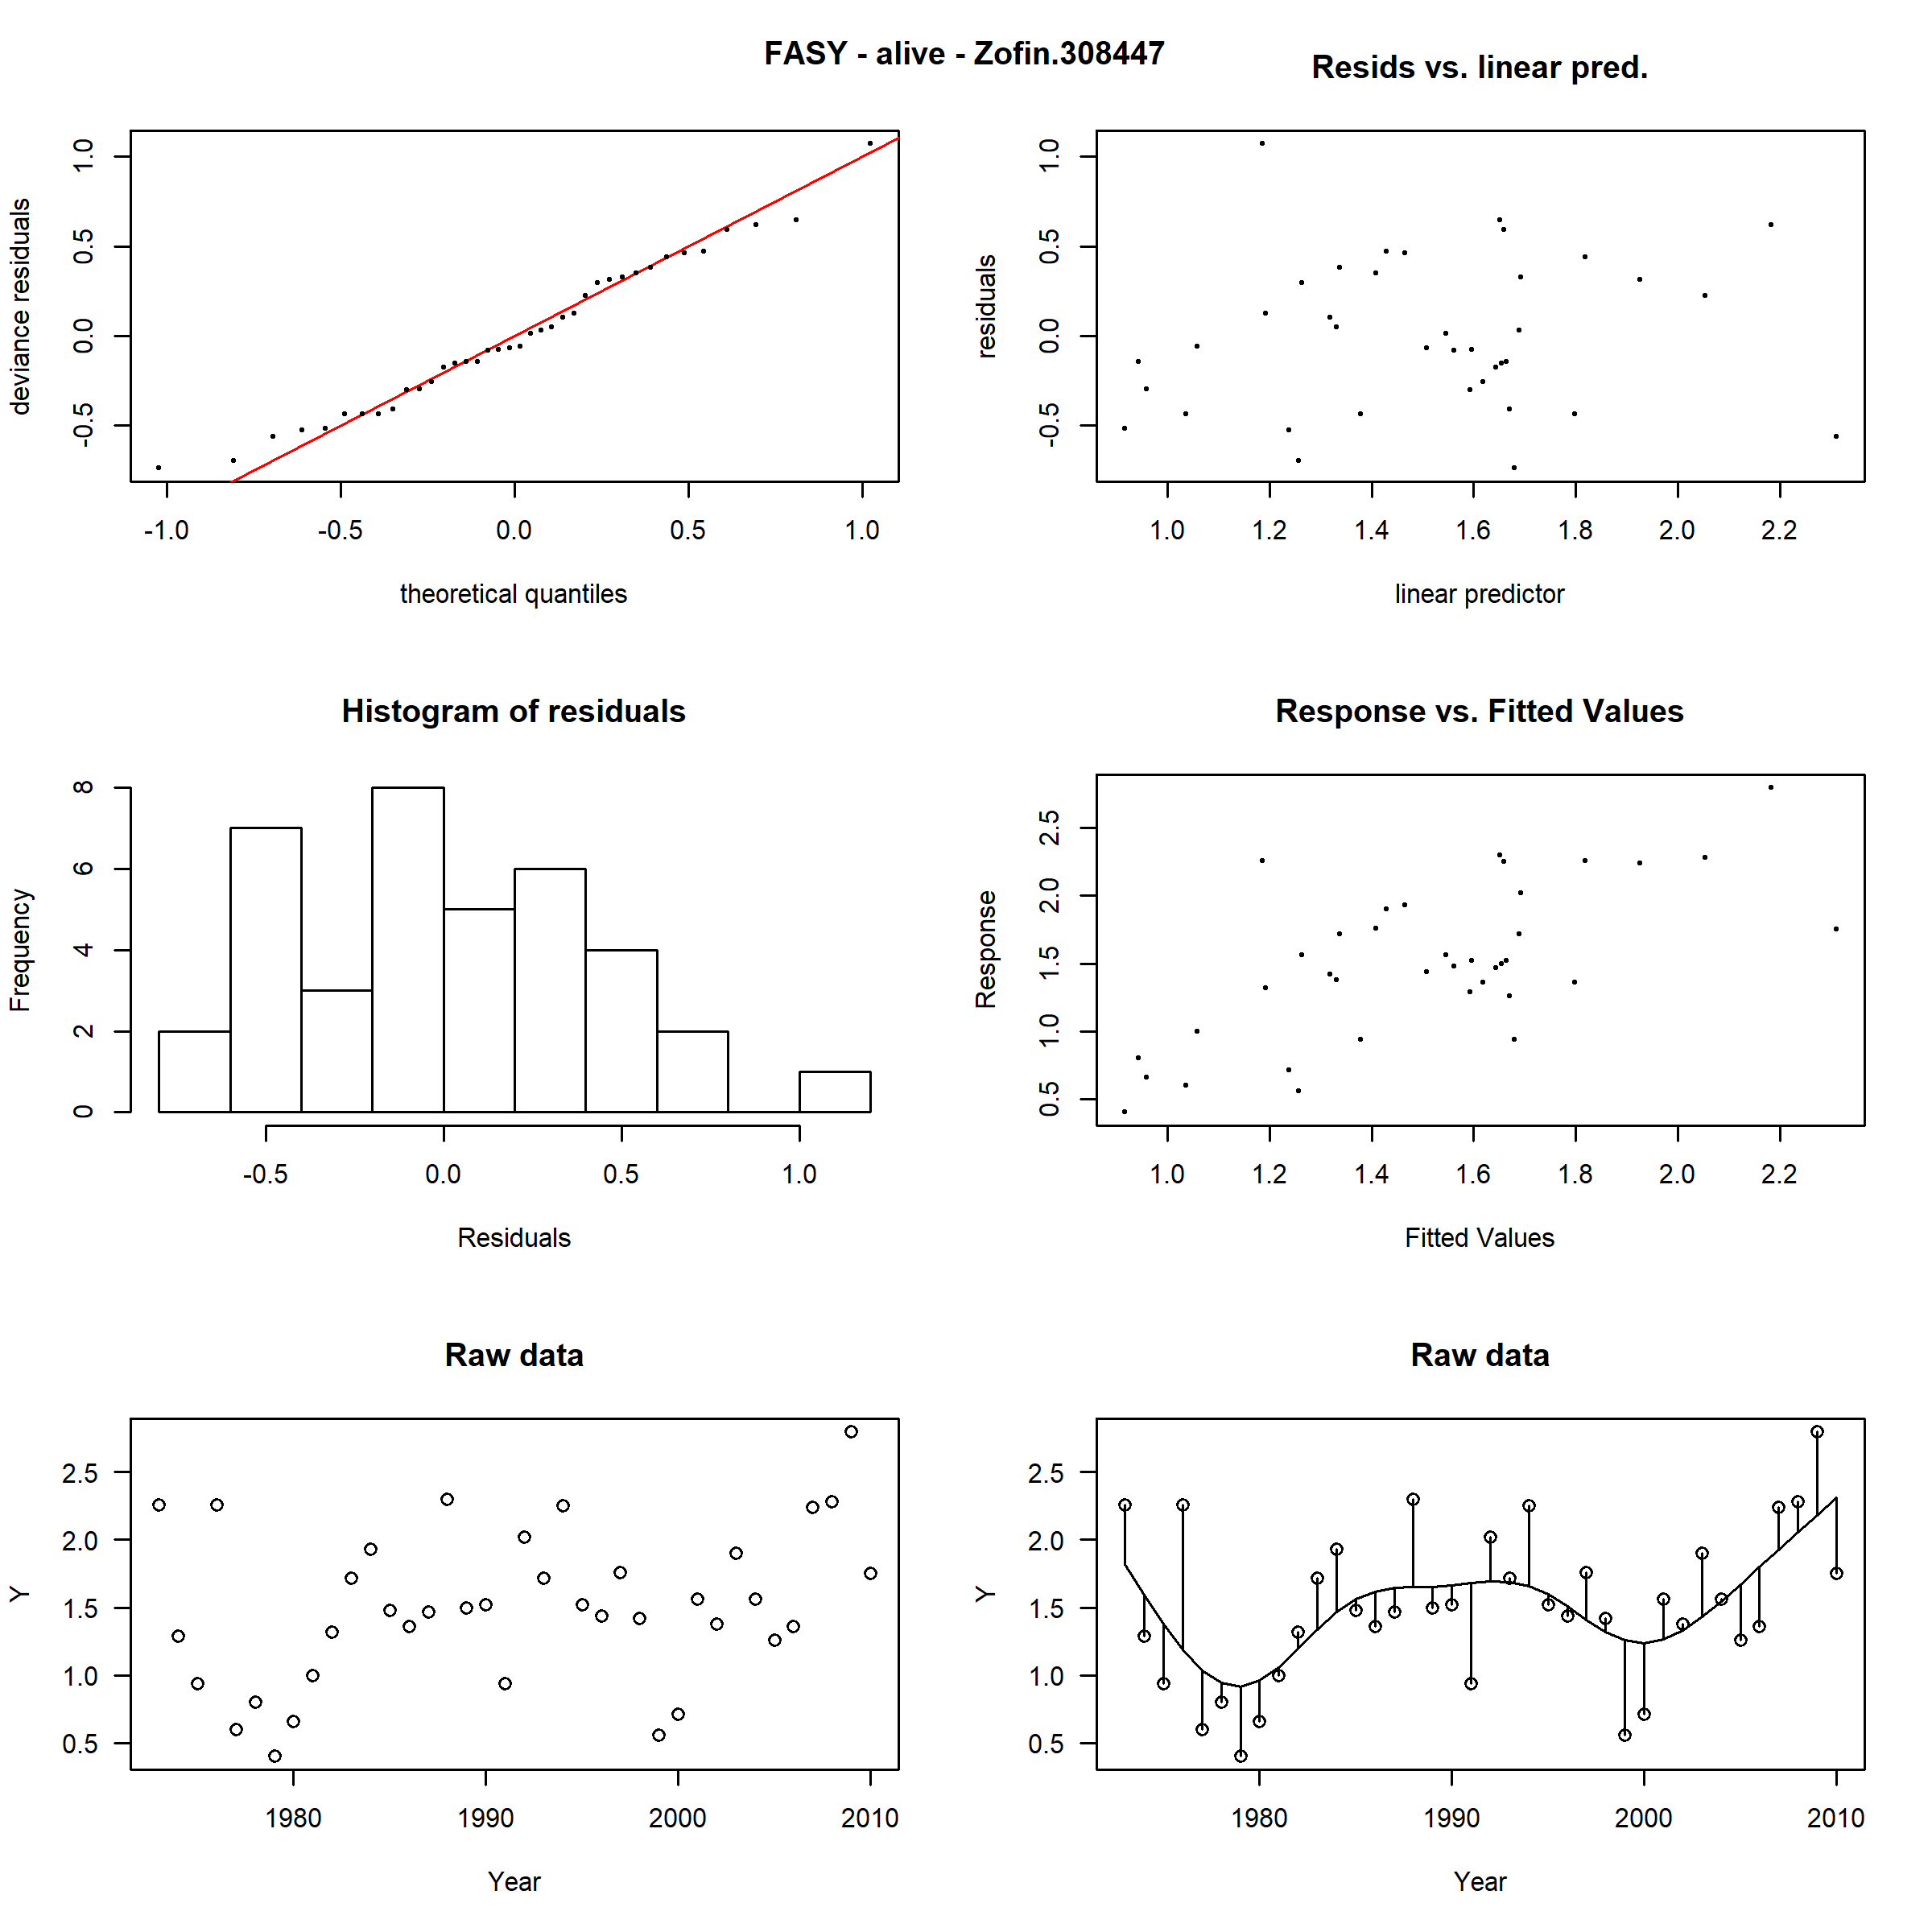 FASY - alive - Zofin.308447
Resids vs. linear pred.
deviance residuals
-0.5 0.0 0.5 1.0
-1.0 -0.5 0.0 0.5 1.0
theoretical quantiles
residuals
-0.5 0.0 0.5 1.0
1.0 1.2 1.4 1.6 1.8 2.0 2.2
linear predictor
Histogram of residuals
Frequency
0 2 4 6 8
-0.5 0.0 0.5 1.0
Residuals
Response vs. Fitted Values
Response
0.5 1.0 1.5 2.0 2.5
1.0 1.2 1.4 1.6 1.8 2.0 2.2
Fitted Values
Raw data
Y
2.5
2.0
1.5
1.0
0.5
1980 1990 2000 2010
Year
Raw data
Y
2.5
2.0
1.5
1.0
0.5
1980 1990 2000 2010
Year